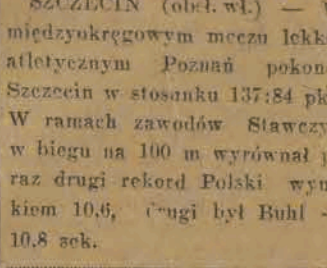 SZCZECIN (obsł. wł.) —
międzyokręgowym meczu lekko
atletycznym Poznań pokon
Szczecin w stosunku 137:84 pk
W ramach zawodów Stawczy
w biegu na 100 m wyrównał p
raz drugi rekord Polski wyn
kiem 10,6, drugi był Buhl —
10.8 sek.